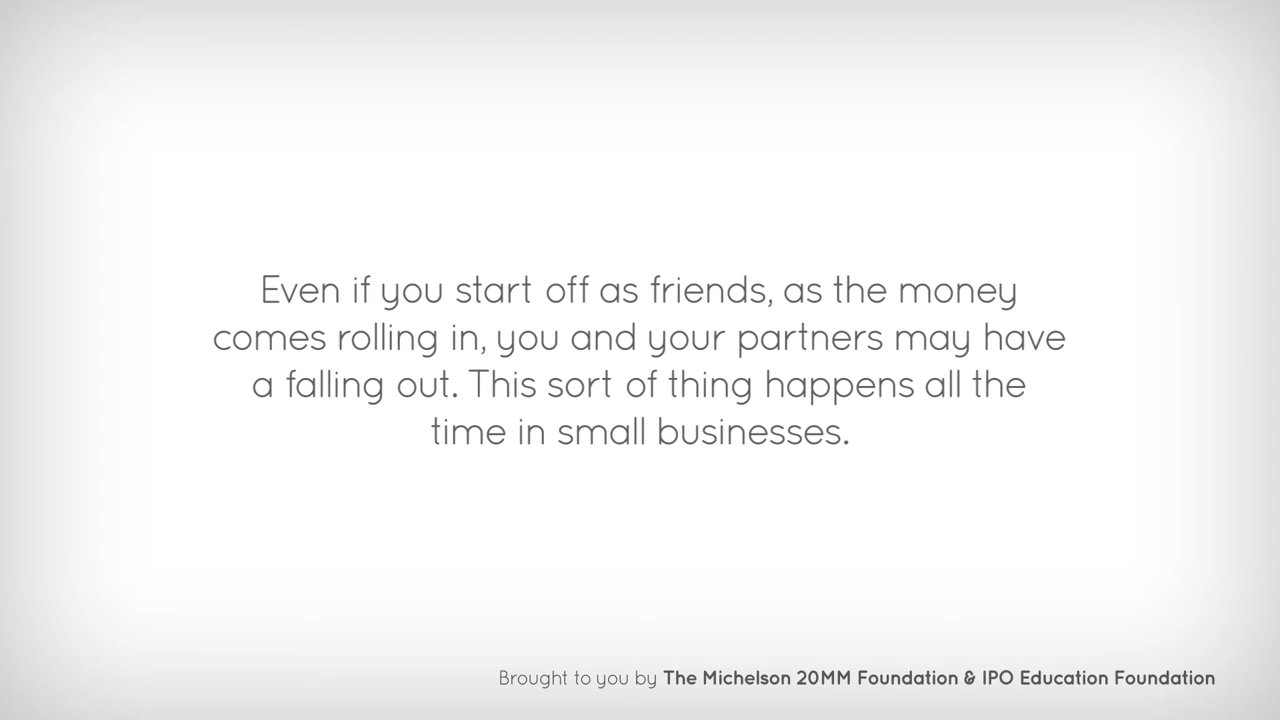 Even if you start off as friends, as the money
comes rolling in, you and your partners may have
a falling out. This sort of thing happens all the
time in small businesses.
Brought to you by The Michelson 20MM Foundation & IPO Education Foundation